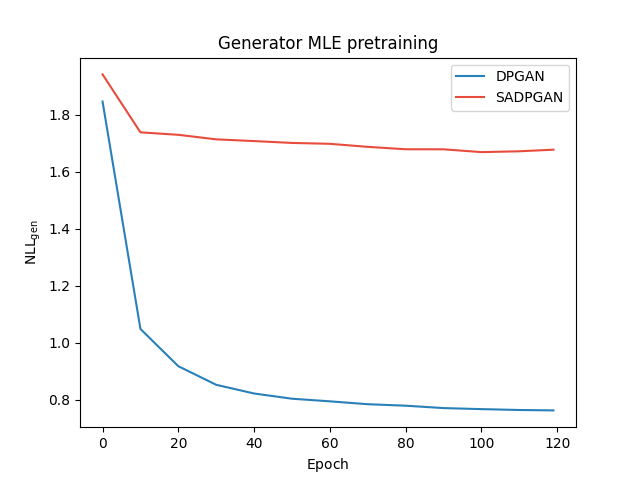 Generator MLE pretraining
DPGAN
SADPGAN
1.8
1.6
1.4
1.2
1.0
0.8
NLLgen
0 20 40 60 80 100 120
Epoch